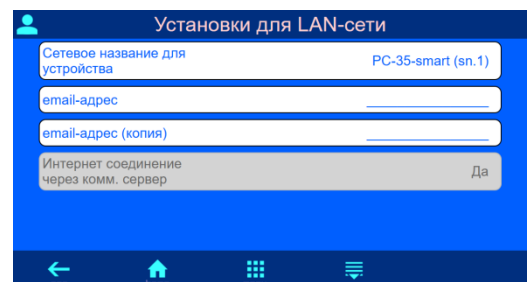 Установки для LAN-сети
Сетевое название для
устройства
PC-35-smart (sn.1)
email-адрес
email-адрес (копия)
Интернет соединение
через комм. сервер
Да